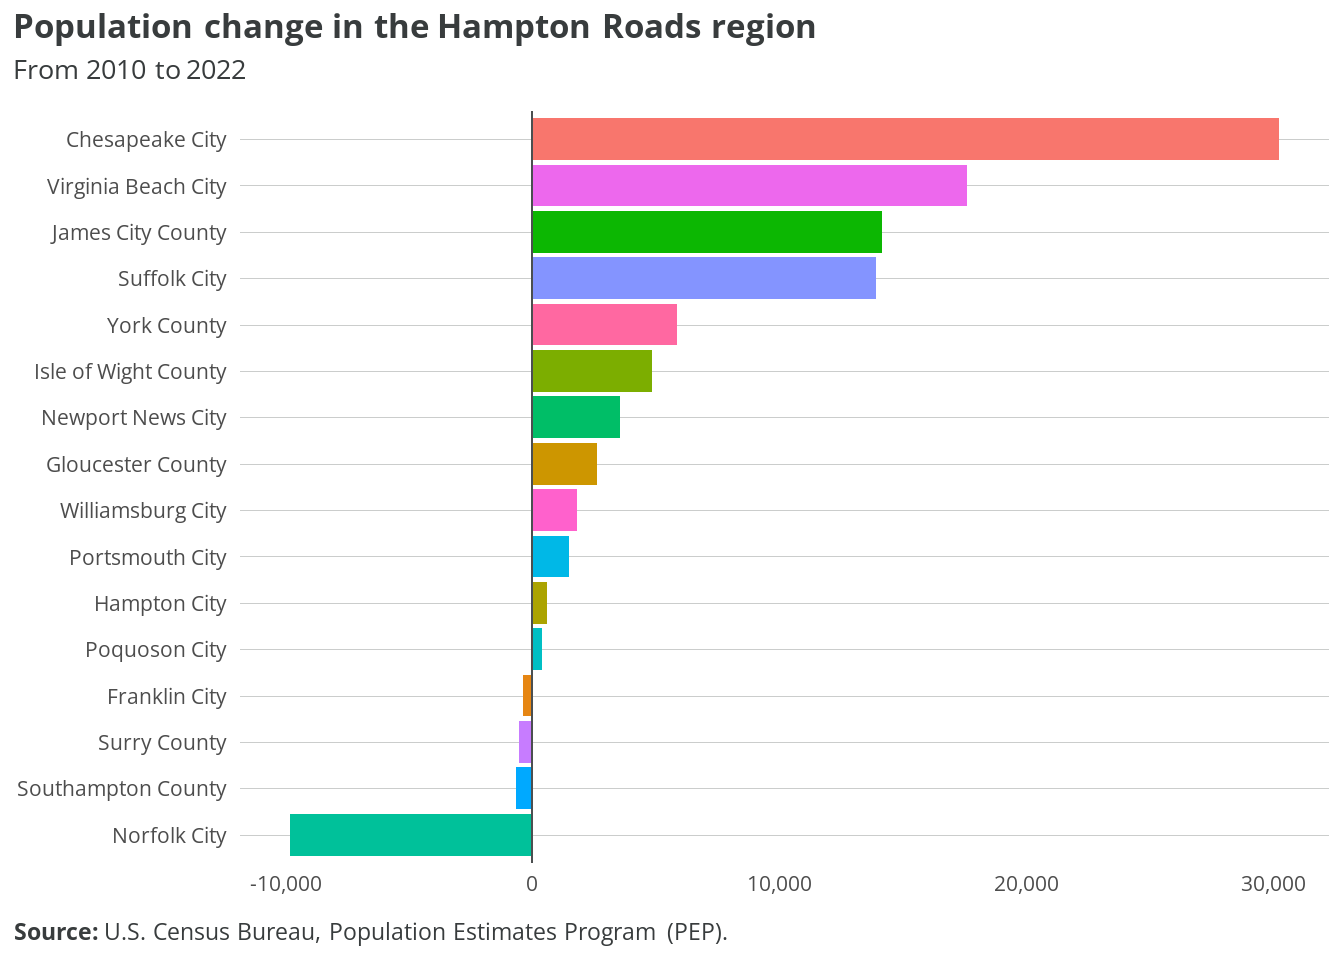 Population change in the Hampton Roads region
From 2010 to 2022
Chesapeake City
Virginia Beach City
James City County
Suffolk City
York County
Isle of Wight County
Newport News City
Gloucester County
Williamsburg City
Portsmouth City
Hampton City
Poquoson City
Franklin City
Surry County
Southampton County
Norfolk City
-10,000 0 10,000 20,000 30,000
Source: U.S. Census Bureau, Population Estimates Program (PEP).